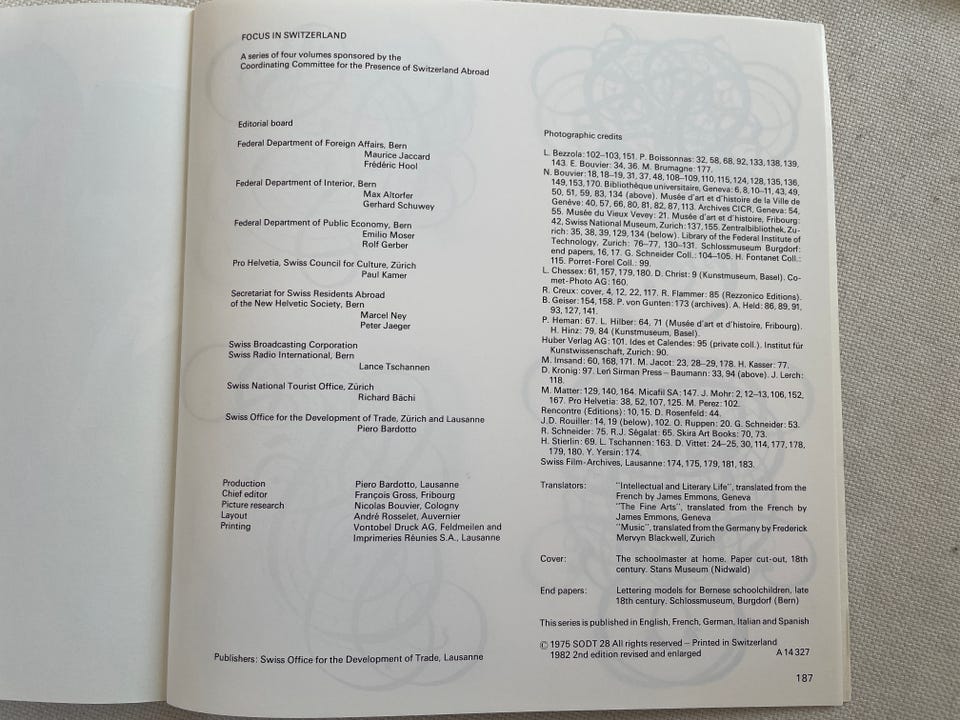 FOCUS IN SWITZERLAND
A series of four volumes sponsored by the
Coordinating Committee for the Presence of Switzerland Abroad
Editorial board
Federal Department of Foreign Affairs, Bern
Maurice Jaccard
Frédéric Hool
Federal Department of Interior, Bern
Max Altorfer
Gerhard Schuwey
Federal Department of Public Economy, Bern
Emilio Moser
Rolf Gerber
Pro Helvetia, Swiss Council for Culture, Zürich
Paul Kamer
Secretariat for Swiss Residents Abroad
of the New Helvetic Society, Bern
Marcel Ney
Peter Jaeger
Swiss Broadcasting Corporation
Swiss Radio International, Bern
Lance Tschannen
Swiss National Tourist Office, Zürich
Richard Bächi
Swiss Office for the Development of Trade, Zürich and Lausanne
Piero Bardotto
Production Piero Bardotto, Lausanne
Chief editor François Gross, Fribourg
Picture research Nicolas Bouvier, Cologny
Layout André Rosselet, Auvernier
Printing Vontobel Druck AG, Feldmeilen and
Imprimeries Réunies S.A., Lausanne
Publishers: Swiss Office for the Development of Trade, Lausanne
Photographic credits
L. Bezzola: 102–103, 151. P. Boissonnas: 32, 58, 68, 92, 133, 138, 139,
143. E. Bouvier: 34, 36. M. Brumagne: 177.
N. Bouvier: 18, 18–19, 31, 37, 48, 108–109, 110, 115, 124, 128, 135, 136,
149, 153, 170. Bibliothèque universitaire, Geneva: 6, 8, 10–11, 43, 49,
50, 51, 59, 83, 134 (above). Musée d'art et d'histoire de la Ville de
Genève: 40, 57, 66, 80, 81, 82, 87, 113. Archives CICR, Geneva: 54,
55. Musée du Vieux Vevey: 21. Musée d'art et d'histoire, Fribourg:
42, Swiss National Museum, Zurich: 137, 155. Zentralbibliothek, Zu-
rich: 35, 38, 39, 129, 134 (below). Library of the Federal Institute of
Technology, Zurich: 76–77, 130–131. Schlossmuseum Burgdorf:
end papers, 16, 17. G. Schneider Coll.: 104–105. H. Fontanet Coll.:
115. Porret-Forel Coll.: 99.
L. Chessex: 61, 157, 179, 180. D. Christ: 9 (Kunstmuseum, Basel). Co-
met-Photo AG: 160.
R. Creux: cover, 4, 12, 22, 117. R. Flammer: 85 (Rezzonico Editions).
B. Geiser: 154, 158. P. von Gunten: 173 (archives). A. Held: 86, 89, 91,
93, 127, 141.
P. Heman: 67. L. Hilber: 64, 71 (Musée d'art et d'histoire, Fribourg).
H. Hinz: 79, 84 (Kunstmuseum, Basel).
Huber Verlag AG: 101. Ides et Calendes: 95 (private coll.). Institut für
Kunstwissenschaft, Zurich: 90.
M. Imsand: 60, 168, 171. M. Jacot: 23, 28–29, 178. H. Kasser: 77.
D. Kronig: 97. Len Sirman Press – Baumann: 33, 94 (above). J. Lerch:
118.
M. Matter: 129, 140, 164. Micafil SA: 147. J. Mohr: 2, 12–13, 106, 152,
167. Pro Helvetia: 38, 52, 107, 125. M. Perez: 102.
Rencontre (Editions): 10, 15. D. Rosenfeld: 44.
J.D. Rouiller: 14, 19 (below), 102. O. Ruppen: 20. G. Schneider: 53.
R. Schneider: 75. R.J. Ségalat: 65. Skira Art Books: 70, 73.
H. Stierlin: 69. L. Tschannen: 163. D. Vittet: 24–25, 30, 114, 177, 178,
179, 180. Y. Yersin: 174.
Swiss Film-Archives, Lausanne: 174, 175, 179, 181, 183.
Translators: "Intellectual and Literary Life", translated from the
French by James Emmons, Geneva
"The Fine Arts", translated from the French by
James Emmons, Geneva
"Music", translated from the Germany by Frederick
Mervyn Blackwell, Zurich
Cover: The schoolmaster at home. Paper cut-out, 18th
century. Stans Museum (Nidwald)
End papers: Lettering models for Bernese schoolchildren, late
18th century. Schlossmuseum, Burgdorf (Bern)
This series is published in English, French, German, Italian and Spanish
© 1975 SODT 28 All rights reserved – Printed in Switzerland
1982 2nd edition revised and enlarged A 14 327
187